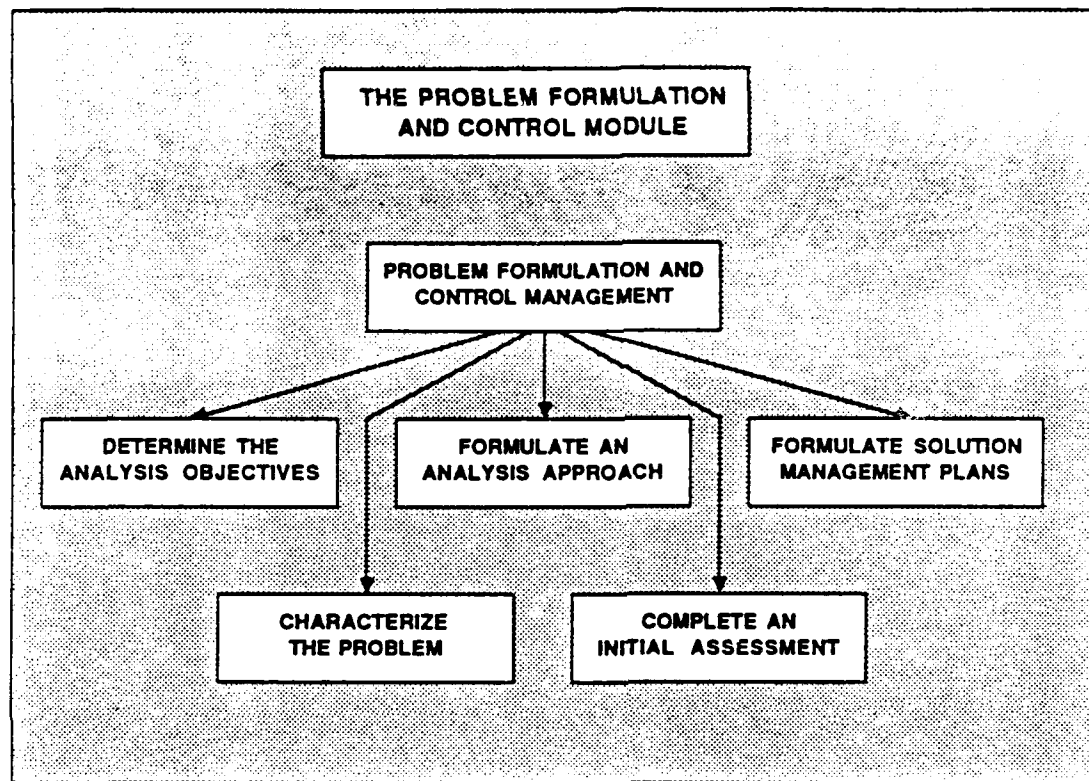 THE PROBLEM FORMULATION
AND CONTROL MODULE
PROBLEM FORMULATION AND
CONTROL MANAGEMENT
DETERMINE THE
ANALYSIS OBJECTIVES
FORMULATE AN
ANALYSIS APPROACH
FORMULATE SOLUTION
MANAGEMENT PLANS
CHARACTERIZE
THE PROBLEM
COMPLETE AN
INITIAL ASSESSMENT